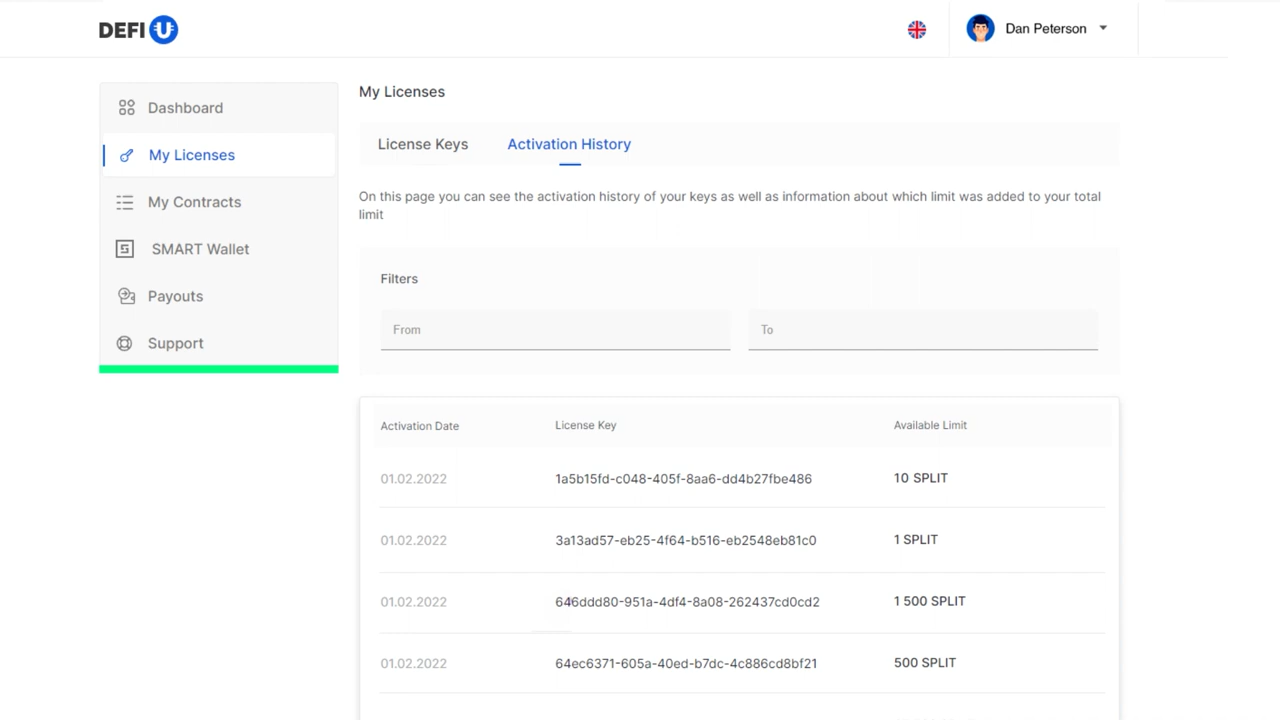 DEFI U
Dan Peterson
Dashboard
My Licenses
My Contracts
SMART Wallet
Payouts
Support
My Licenses
License Keys
Activation History
On this page you can see the activation history of your keys as well as information about which limit was added to your total
limit
Filters
From
To
Activation Date License Key Available Limit
01.02.2022 1a5b15fd-c048-405f-8aa6-dd4b27fbe486 10 SPLIT
01.02.2022 3a13ad57-eb25-4f64-b516-eb2548eb81c0 1 SPLIT
01.02.2022 646ddd80-951a-4df4-8a08-262437cd0cd2 1 500 SPLIT
01.02.2022 64ec6371-605a-40ed-b7dc-4c886cd8bf21 500 SPLIT